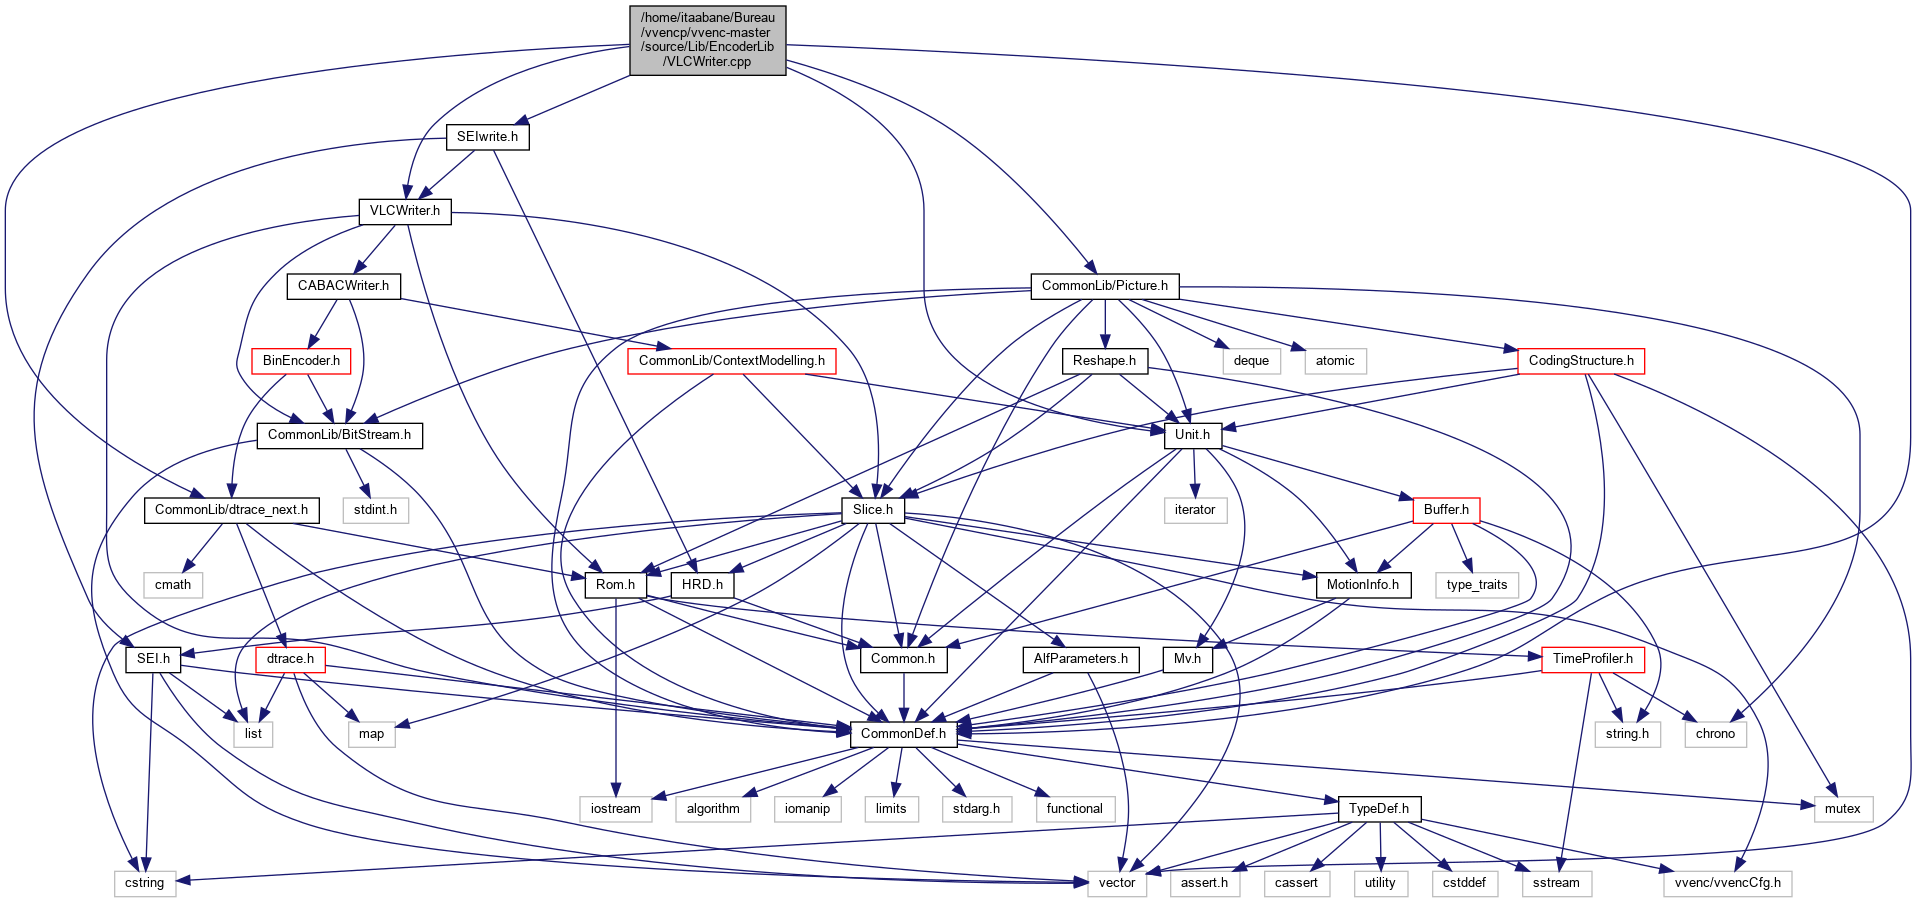 /home/itaabane/Bureau
/vvencp/vvenc-master
/source/Lib/EncoderLib
/VLCWriter.cpp
SEIwrite.h
VLCWriter.h
CABACWriter.h
CommonLib/Picture.h
BinEncoder.h
CommonLib/ContextModelling.h
Reshape.h
deque
atomic
CodingStructure.h
CommonLib/BitStream.h
Unit.h
CommonLib/dtrace_next.h
stdint.h
Slice.h
iterator
Buffer.h
cmath
Rom.h
HRD.h
MotionInfo.h
type_traits
SEI.h
dtrace.h
Common.h
AlfParameters.h
Mv.h
TimeProfiler.h
list
map
CommonDef.h
string.h
chrono
iostream
algorithm
iomanip
limits
stdarg.h
functional
TypeDef.h
mutex
cstring
vector
assert.h
cassert
utility
cstddef
sstream
vvenc/vvencCfg.h